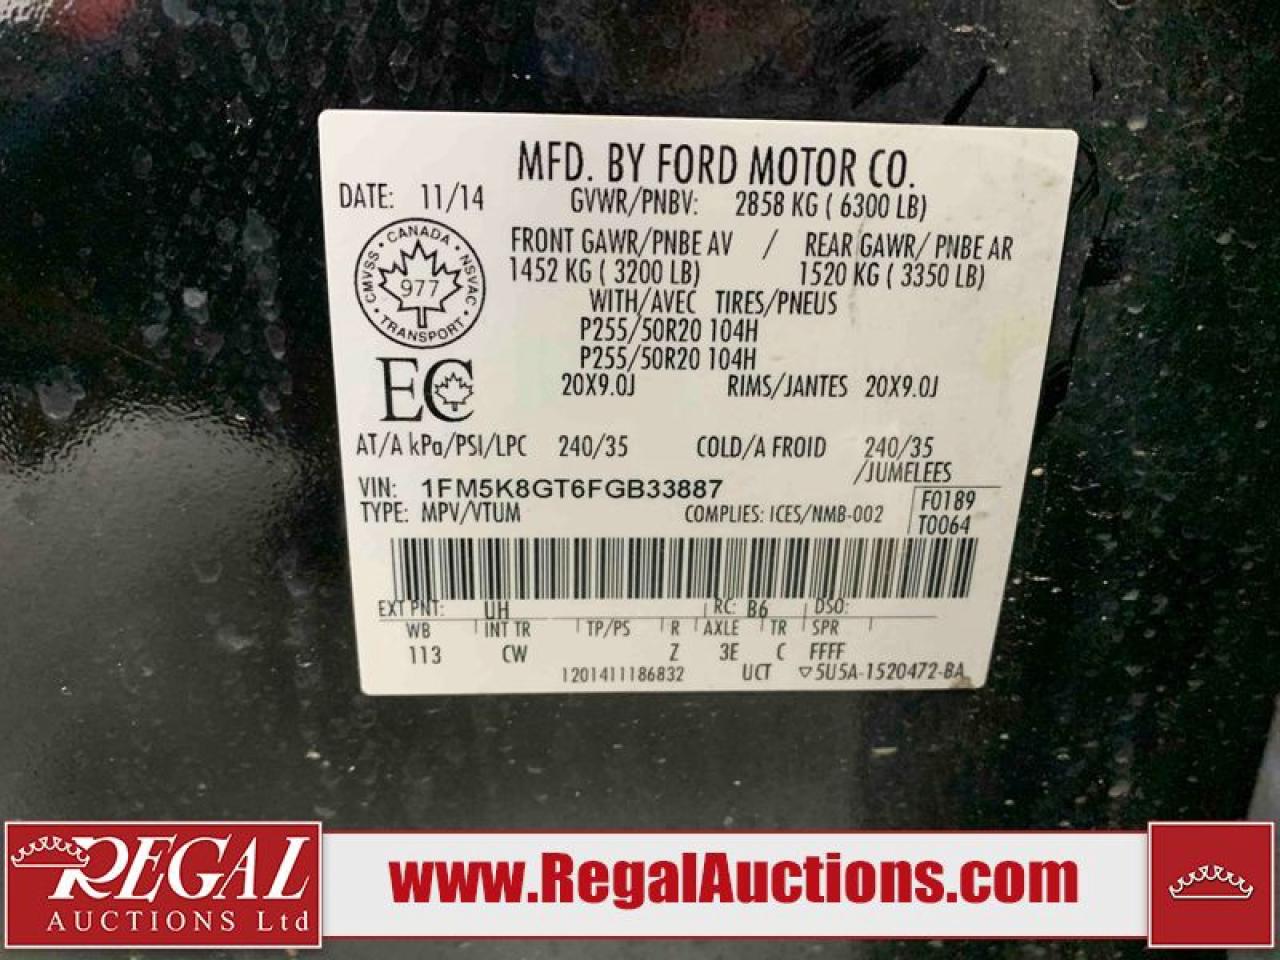 MFD. BY FORD MOTOR CO.
DATE: 11/14 GVWR/PNBV: 2858 KG ( 6300 LB)
FRONT GAWR/PNBE AV / REAR GAWR/ PNBE AR
1452 KG ( 3200 LB) 1520 KG ( 3350 LB)
WITH/AVEC TIRES/PNEUS
P255/50R20 104H
P255/50R20 104H
20X9.0J RIMS/JANTES 20X9.0J
CANADA
CMVSS 977 NSVAC
TRANSPORT
EC
AT/A kPa/PSI/LPC 240/35 COLD/A FROID 240/35
/JUMELEES
VIN: 1FM5K8GT6FGB33887
F0189
TYPE: MPV/VTUM COMPLIES: ICES/NMB-002
T0064
EXT PNT: UH RC: B6 DSO:
WB INT TR TP/PS R AXLE TR SPR
113 CW Z 3E C FFFF
1201411186832 UCT ▽5U5A-1520472-BA
REGAL
AUCTIONS Ltd
www.RegalAuctions.com